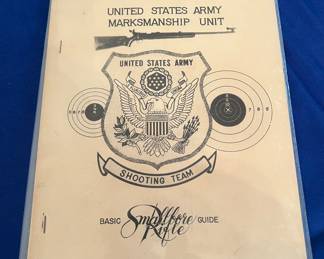 UNITED STATES ARMY
MARKSMANSHIP UNIT
UNITED STATES ARMY
SHOOTING TEAM
BASIC Smallbore Rifle GUIDE